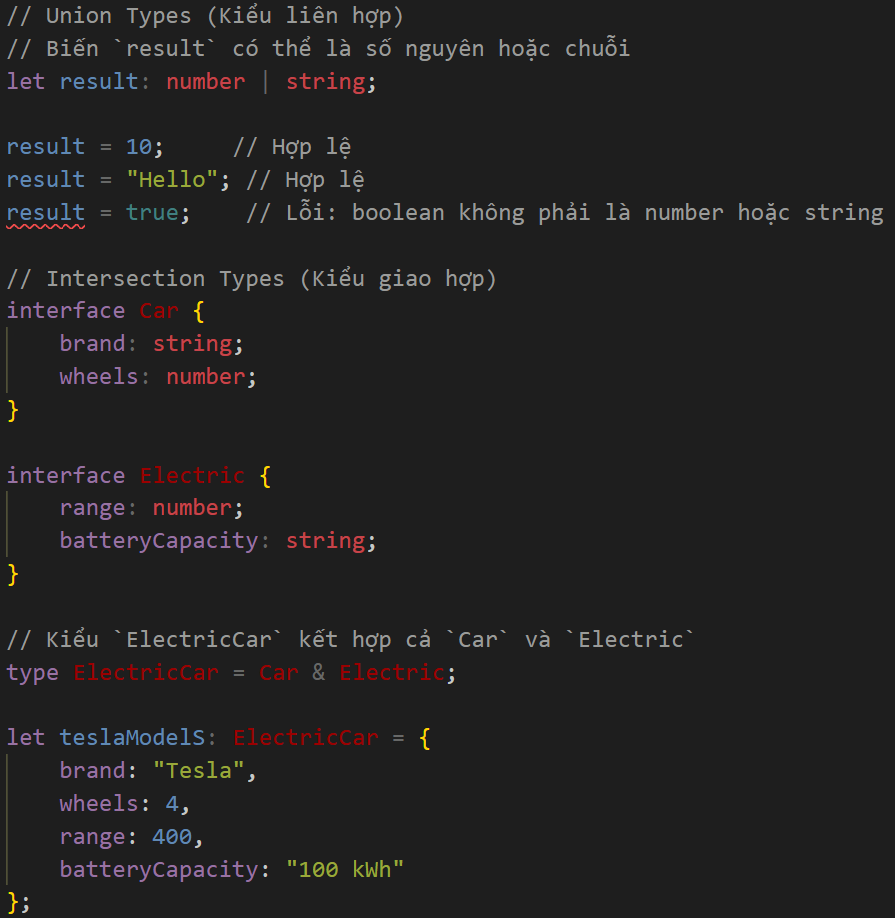 // Union Types (Kiểu liên hợp)
// Biến `result` có thể là số nguyên hoặc chuỗi
let result: number | string;
result = 10;     // Hợp lệ
result = "Hello"; // Hợp lệ
result = true;    // Lỗi: boolean không phải là number hoặc string
// Intersection Types (Kiểu giao hợp)
interface Car {
    brand: string;
    wheels: number;
}
interface Electric {
    range: number;
    batteryCapacity: string;
}
// Kiểu `ElectricCar` kết hợp cả `Car` và `Electric`
type ElectricCar = Car & Electric;
let teslaModelS: ElectricCar = {
    brand: "Tesla",
    wheels: 4,
    range: 400,
    batteryCapacity: "100 kWh"
};